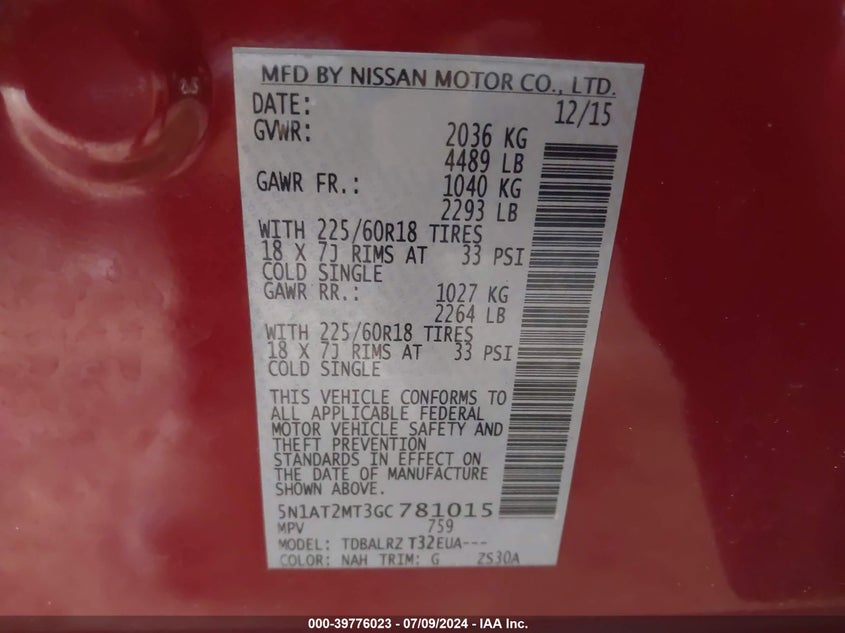 MFD BY NISSAN MOTOR CO., LTD.
DATE: 12/15
GVWR: 2036 KG
4489 LB
GAWR FR.: 1040 KG
2293 LB
WITH 225/60R18 TIRES
18 X 7J RIMS AT 33 PSI
COLD SINGLE
GAWR RR.: 1027 KG
2264 LB
WITH 225/60R18 TIRES
18 X 7J RIMS AT 33 PSI
COLD SINGLE
THIS VEHICLE CONFORMS TO
ALL APPLICABLE FEDERAL
MOTOR VEHICLE SAFETY AND
THEFT PREVENTION
STANDARDS IN EFFECT ON
THE DATE OF MANUFACTURE
SHOWN ABOVE.
5N1AT2MT3GC781015
MPV 759
MODEL: TDBALRZ T32EUA---
COLOR: NAH TRIM: G ZS30A
000-39776023 - 07/09/2024 - IAA Inc.